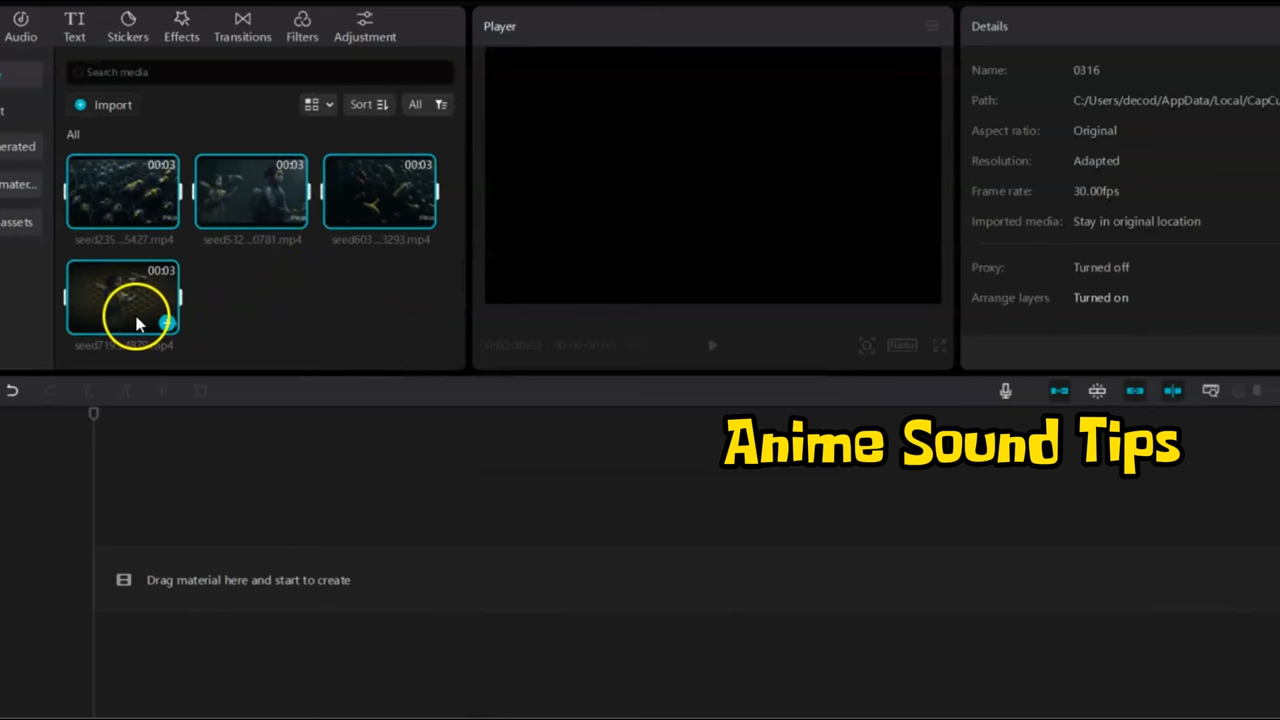 Audio
Text
Stickers
Effects
Transitions
Filters
Adjustment
Search media
Import
Sort
All
All
00:03
00:03
00:03
seed235...5427.mp4
seed532...0781.mp4
seed603...3293.mp4
00:03
erated
mater...
assets
Player
Details
Name: 0316
Path: C:/Users/decod/AppData/Local/CapCu
Aspect ratio: Original
Resolution: Adapted
Frame rate: 30.00fps
Imported media: Stay in original location
Proxy: Turned off
Arrange layers Turned on
Anime Sound Tips
Drag material here and start to create